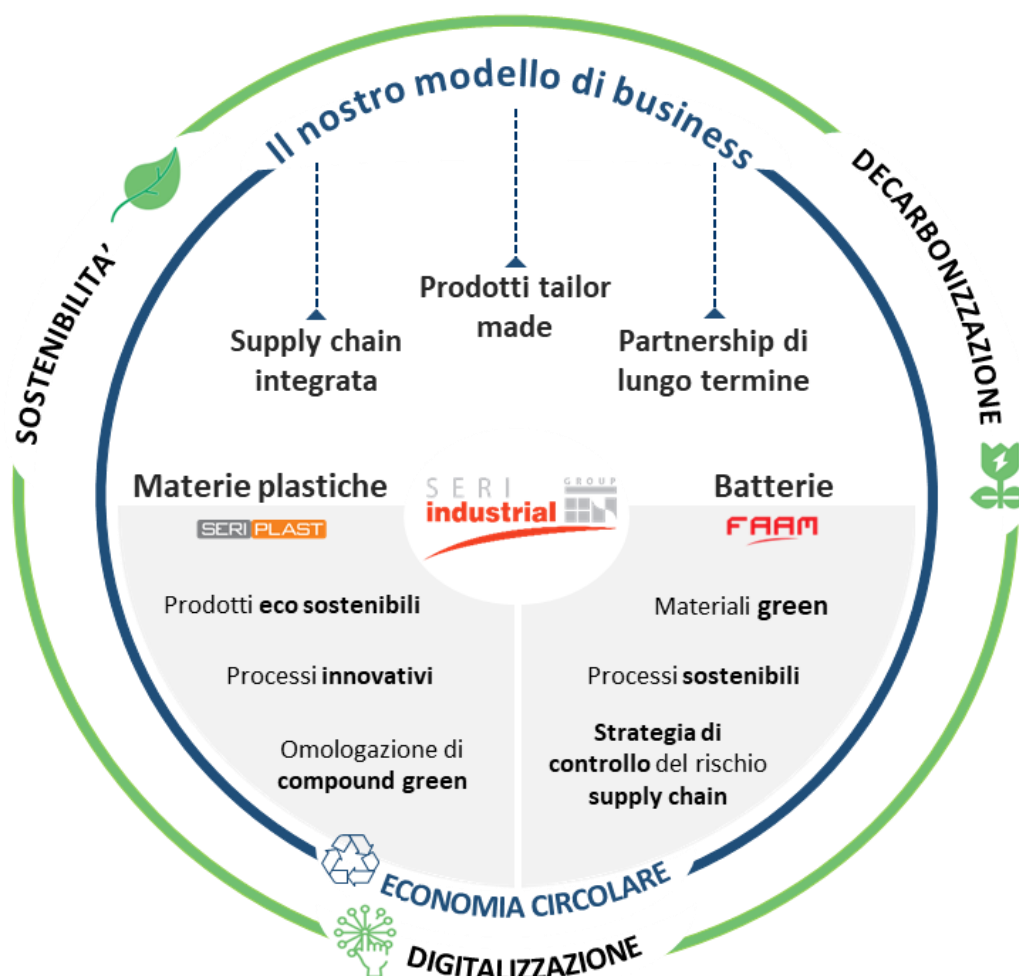 Il nostro modello di business
SOSTENIBILITA’
DECARBONIZZAZIONE
Prodotti tailor
made
Supply chain
integrata
Partnership di
lungo termine
Materie plastiche
SERI PLAST
SERI GROUP
industrial
Batterie
FAAM
Prodotti eco sostenibili
Processi innovativi
Omologazione di
compound green
Materiali green
Processi sostenibili
Strategia di
controllo del rischio
supply chain
ECONOMIA CIRCOLARE
DIGITALIZZAZIONE